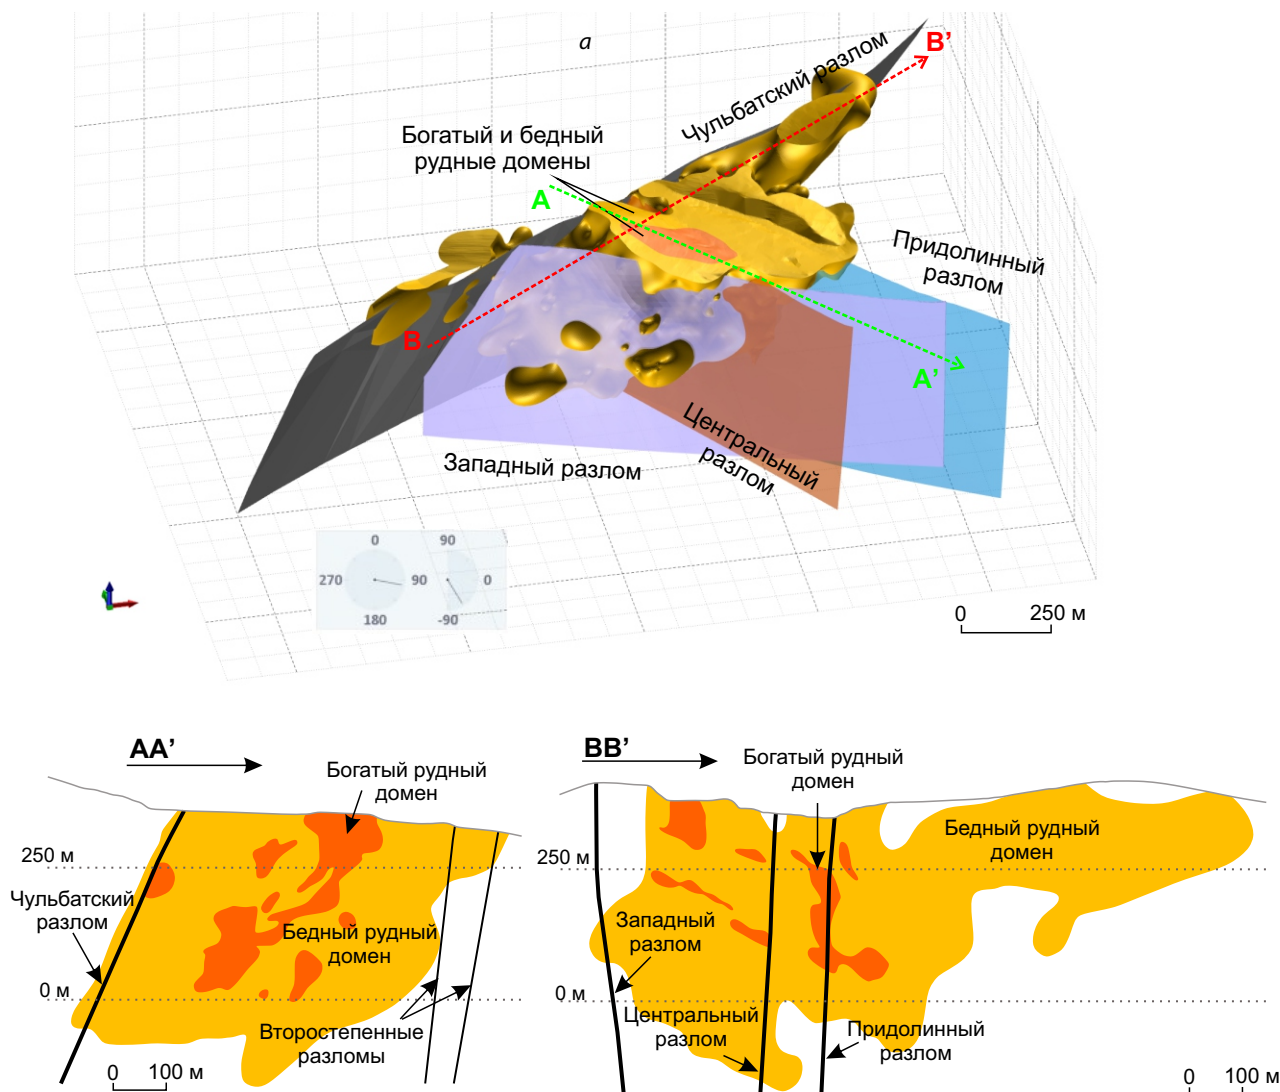 а
Чульбатский разлом
B'
Богатый и бедный
рудные домены
A
Придолинный
разлом
B
A'
Центральный
разлом
Западный разлом
0
90
270
90
0
180
-90
0
250 м
AA'
Богатый рудный
домен
250 м
Чульбатский
разлом
Бедный рудный
домен
0 м
Второстепенные
разломы
0
100 м
BB'
Богатый рудный
домен
Бедный рудный
домен
250 м
Западный
разлом
0 м
Центральный
разлом
Придолинный
разлом
0
100 м